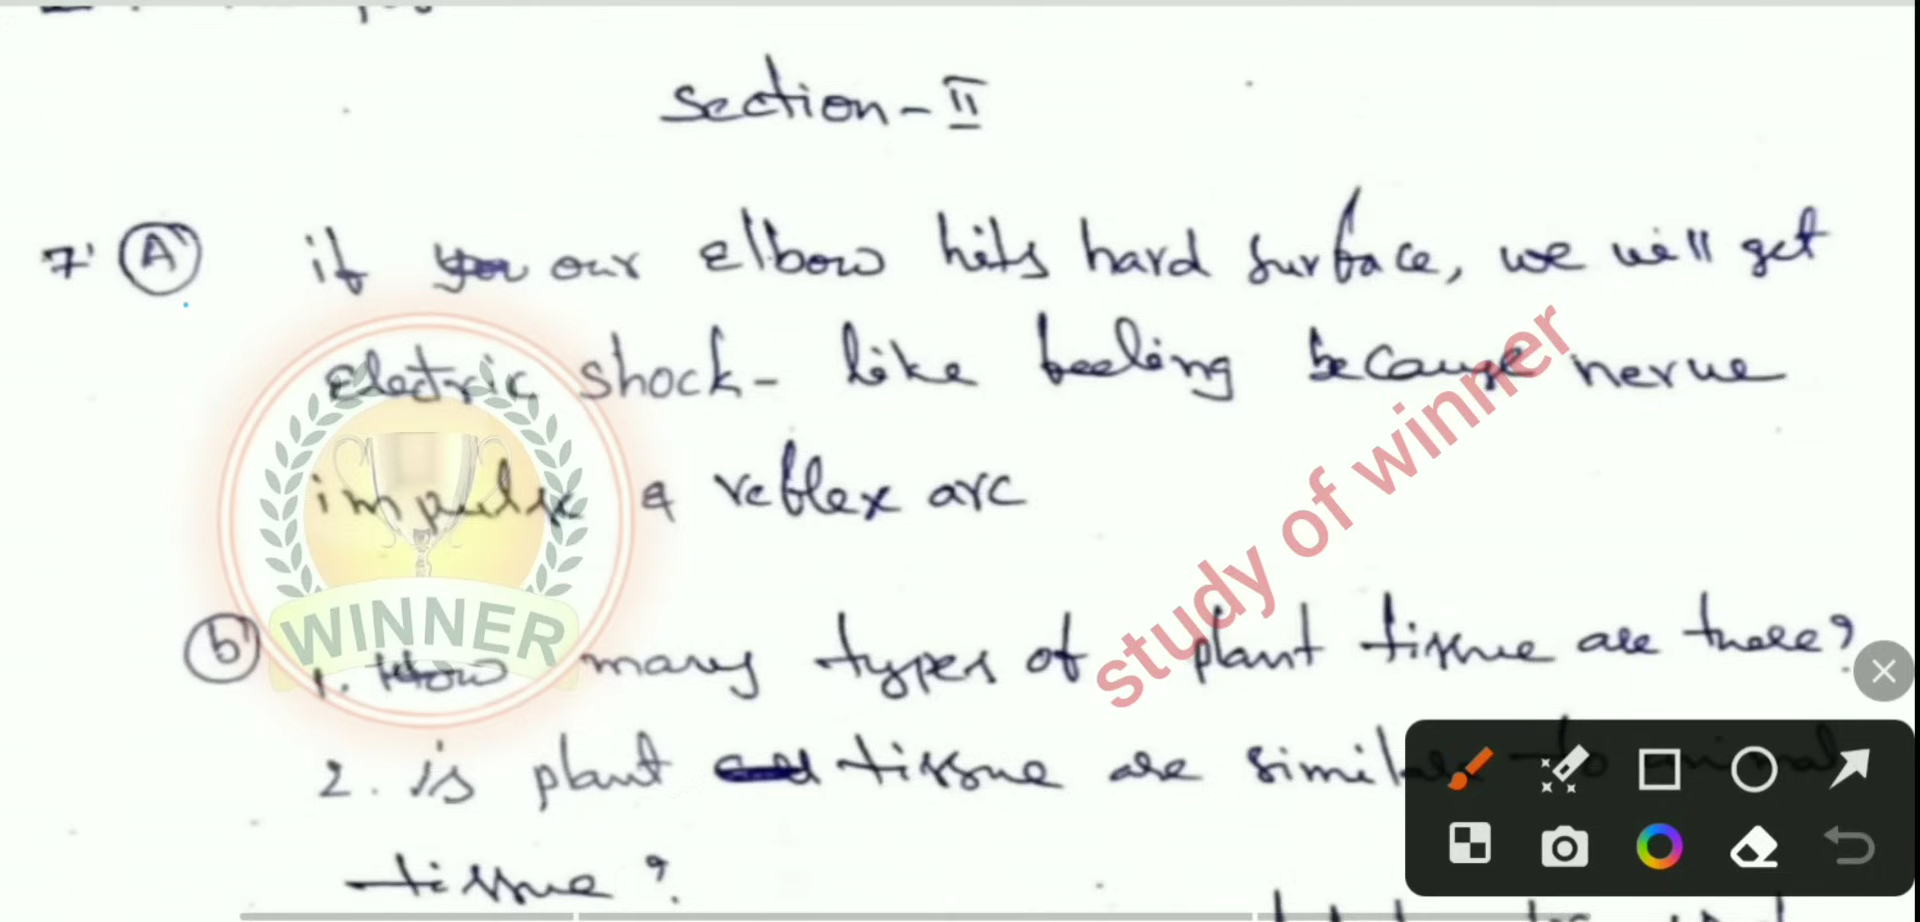 Section - II
7' A if our elbow hits hard surface, we will get
electric shock - like feeling because nerve
impulse & reflex arc
b 1. How many types of plant tissue are there?
2. is plant tissue are similar to animal
tissue ?
WINNER
study of winner